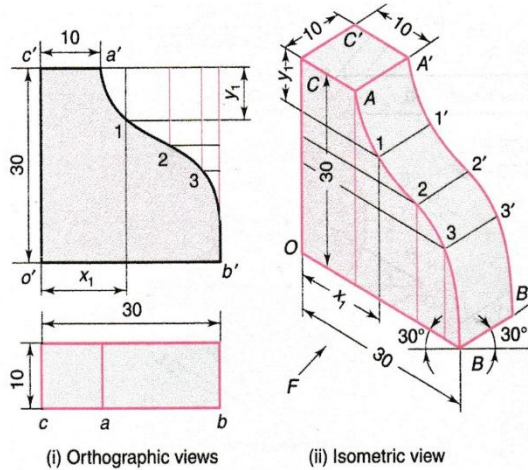 10
c′ a′
y₁
1
2
3
30
o′ b′
x₁
30
10
c a b
(i) Orthographic views
10 10
C′
y₁
C A A′
1 1′
30
2 2′
3 3′
O
x₁
30
F
30° 30°
B
B
(ii) Isometric view